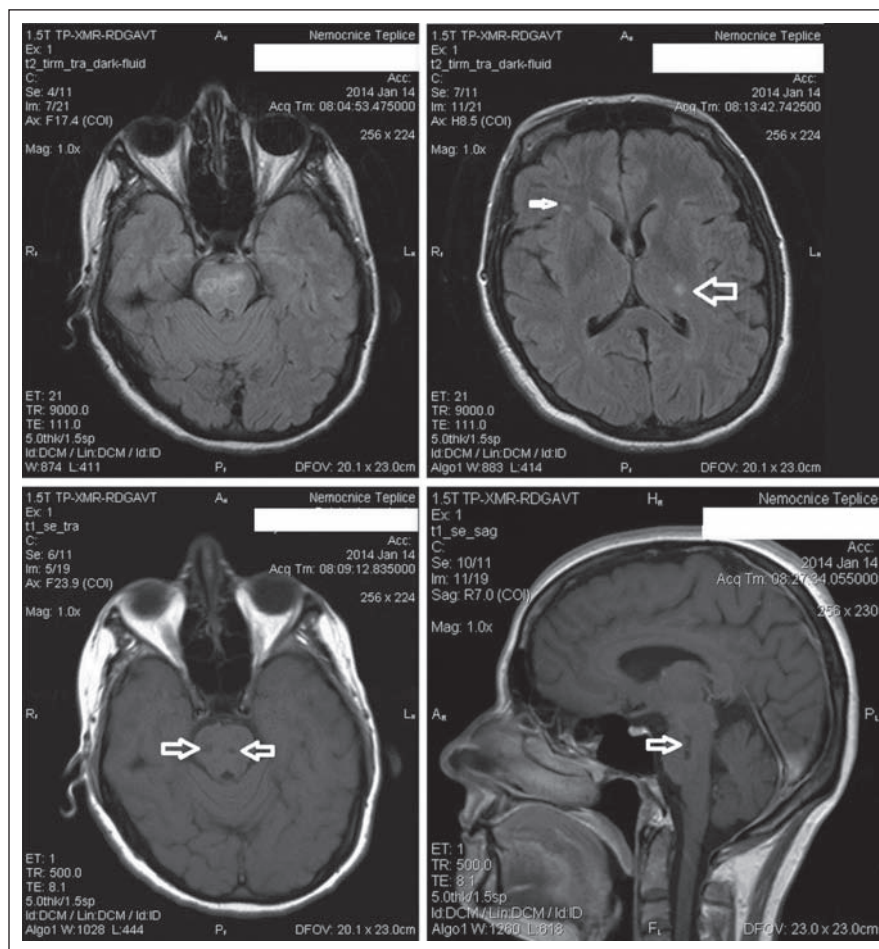 1.5T TP-XMR-RDGAVT
Ex: 1
t2_tirm_tra_dark-fluid
C:
Se: 4/11
Im: 7/21
Ax: F17.4 (COI)
Mag: 1.0x
Nemocnice Teplice
Acc:
2014 Jan 14
Acq Tm: 08:04:53.475000
256 x 224
ET: 21
TR: 9000.0
TE: 111.0
5.0thk/1.5sp
Id:DCM / Lin:DCM / Id:ID
W:874 L:411
DFOV: 20.1 x 23.0cm
1.5T TP-XMR-RDGAVT
Ex: 1
t2_tirm_tra_dark-fluid
C:
Se: 7/11
Im: 11/21
Ax: H8.5 (COI)
Mag: 1.0x
Nemocnice Teplice
Acc:
2014 Jan 14
Acq Tm: 08:13:42.742500
256 x 224
ET: 21
TR: 9000.0
TE: 111.0
5.0thk/1.5sp
Id:DCM / Lin:DCM / Id:ID
Algo1 W:883 L:414
DFOV: 20.1 x 23.0cm
1.5T TP-XMR-RDGAVT
Ex: 1
t1_se_tra
C:
Se: 6/11
Im: 5/19
Ax: F23.9 (COI)
Mag: 1.0x
Nemocnice Teplice
Acc:
2014 Jan 14
Acq Tm: 08:09:12.835000
256 x 224
ET: 1
TR: 500.0
TE: 8.1
5.0thk/1.5sp
Id:DCM / Lin:DCM / Id:ID
Algo1 W:1028 L:444
DFOV: 20.1 x 23.0cm
1.5T TP-XMR-RDGAVT
Ex: 1
t1_se_sag
C:
Se: 10/11
Im: 11/19
Sag: R7.0 (COI)
Mag: 1.0x
Nemocnice Teplice
Acc:
2014 Jan 14
Acq Tm: 08:27:34.055000
256 x 230
ET: 1
TR: 500.0
TE: 8.1
5.0thk/1.5sp
Id:DCM / Lin:DCM / Id:ID
Algo1 W:1260 L:618
DFOV: 23.0 x 23.0cm